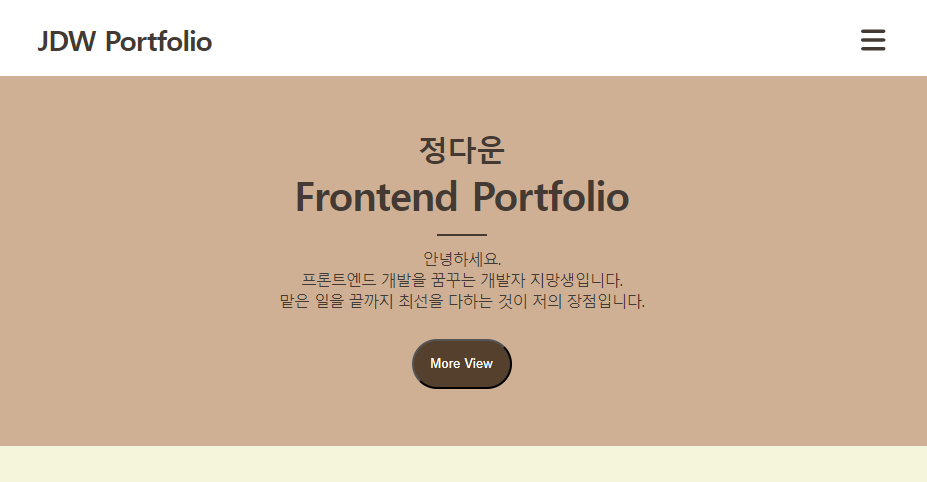 JDW Portfolio
정다운
Frontend Portfolio
안녕하세요.
프론트엔드 개발을 꿈꾸는 개발자 지망생입니다.
맡은 일을 끝까지 최선을 다하는 것이 저의 장점입니다.
More View